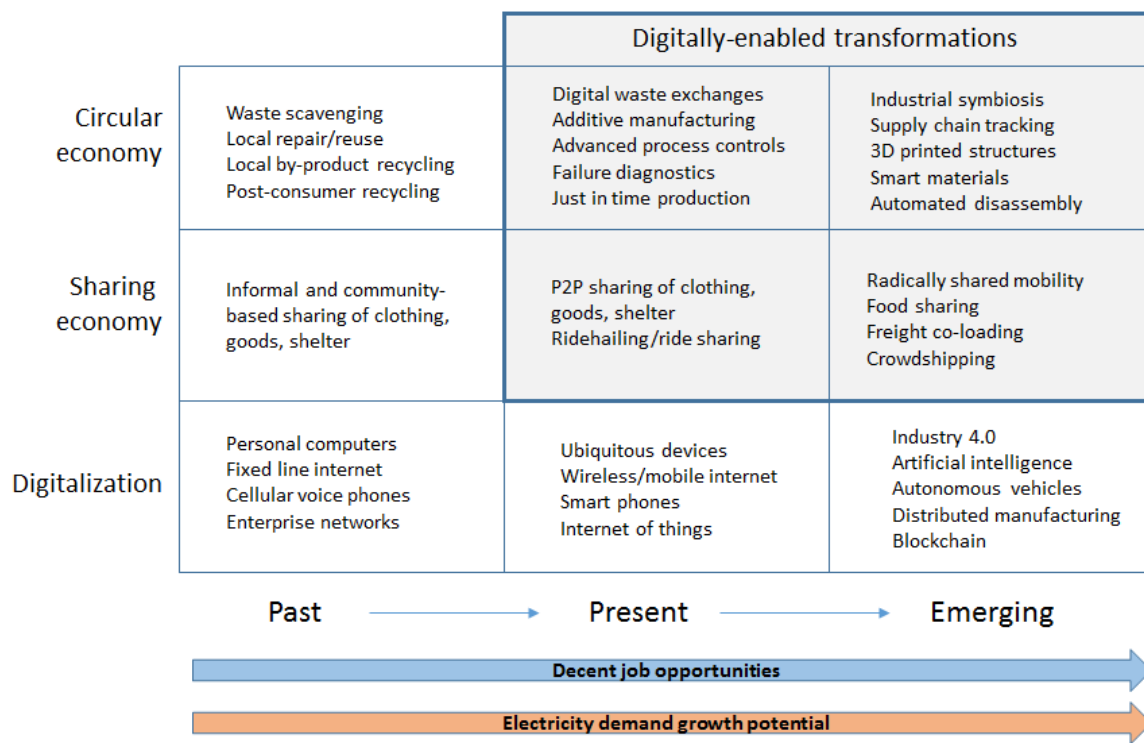 Digitally-enabled transformations
Circular
economy
Waste scavenging
Local repair/reuse
Local by-product recycling
Post-consumer recycling
Digital waste exchanges
Additive manufacturing
Advanced process controls
Failure diagnostics
Just in time production
Industrial symbiosis
Supply chain tracking
3D printed structures
Smart materials
Automated disassembly
Sharing
economy
Informal and community-
based sharing of clothing,
goods, shelter
P2P sharing of clothing,
goods, shelter
Ridehailing/ride sharing
Radically shared mobility
Food sharing
Freight co-loading
Crowdshipping
Digitalization
Personal computers
Fixed line internet
Cellular voice phones
Enterprise networks
Ubiquitous devices
Wireless/mobile internet
Smart phones
Internet of things
Industry 4.0
Artificial intelligence
Autonomous vehicles
Distributed manufacturing
Blockchain
Past
Present
Emerging
Decent job opportunities
Electricity demand growth potential